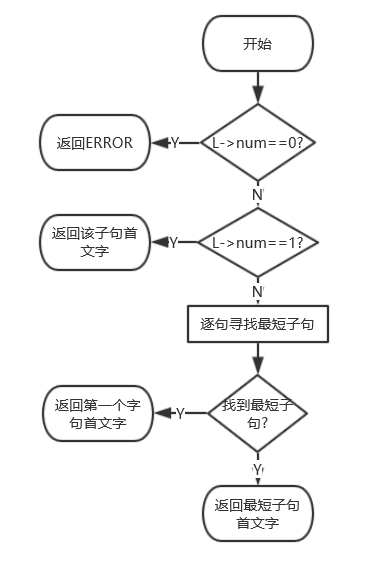 开始
L->num==0?
Y
返回ERROR
N
L->num==1?
Y
返回该子句首
文字
N
逐句寻找最短子句
找到最短子
句?
Y
返回第一个字
句首文字
Y
返回最短子句
首文字